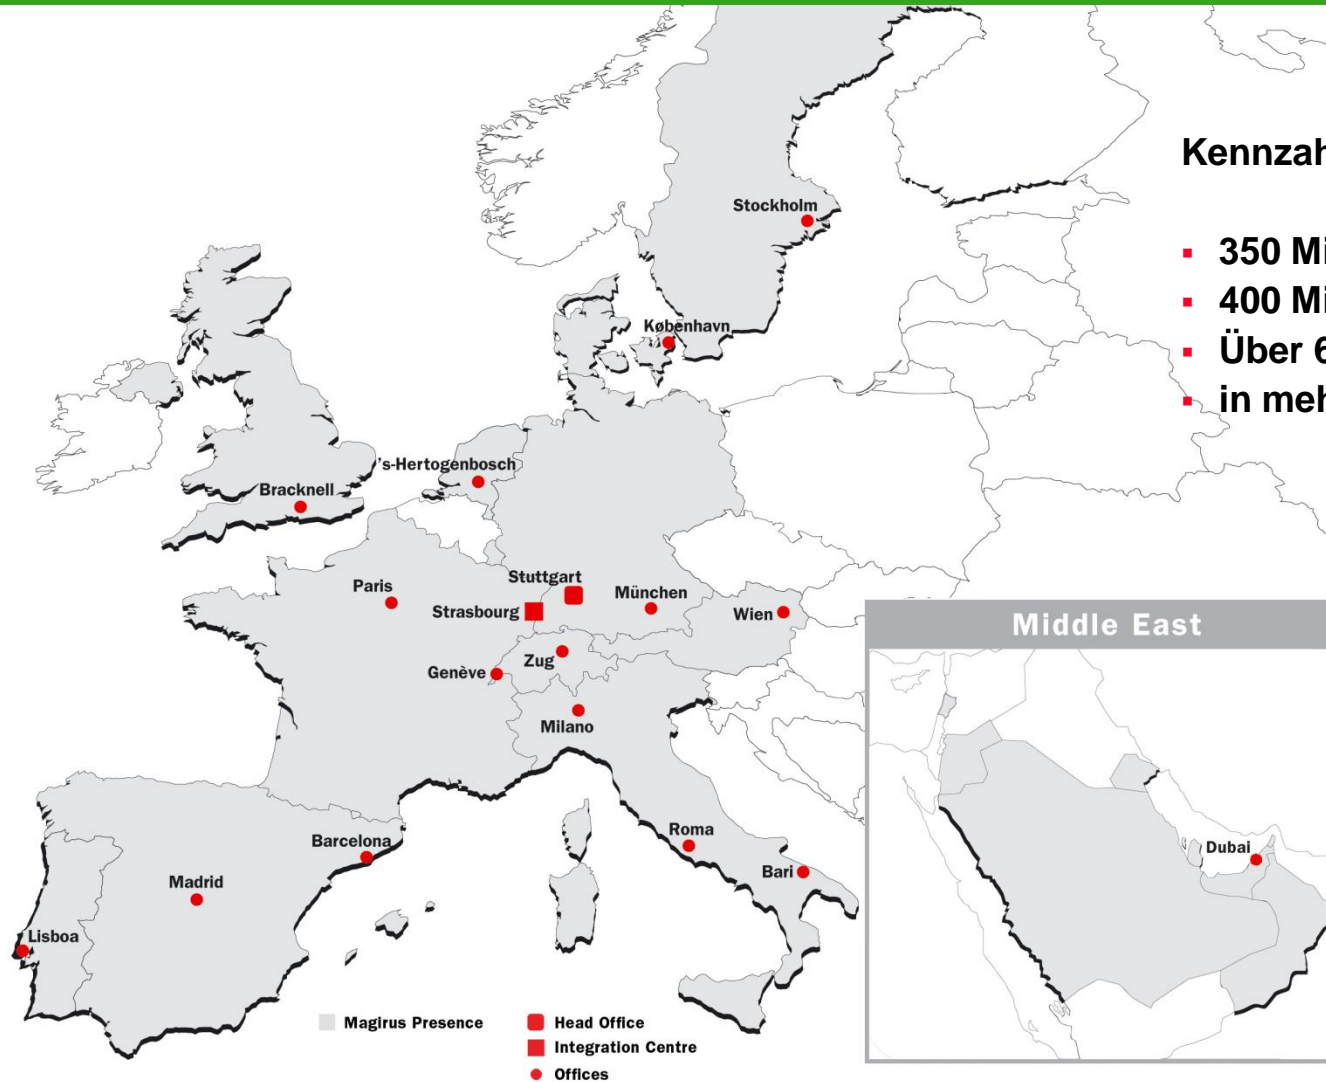 Kennzah
350 Mi
400 Mi
Über 6
in meh
Stockholm
København
's-Hertogenbosch
Bracknell
Stuttgart
Paris
München
Strasbourg
Wien
Genève
Zug
Milano
Roma
Barcelona
Bari
Madrid
Lisboa
Middle East
Dubai
Magirus Presence
Head Office
Integration Centre
Offices